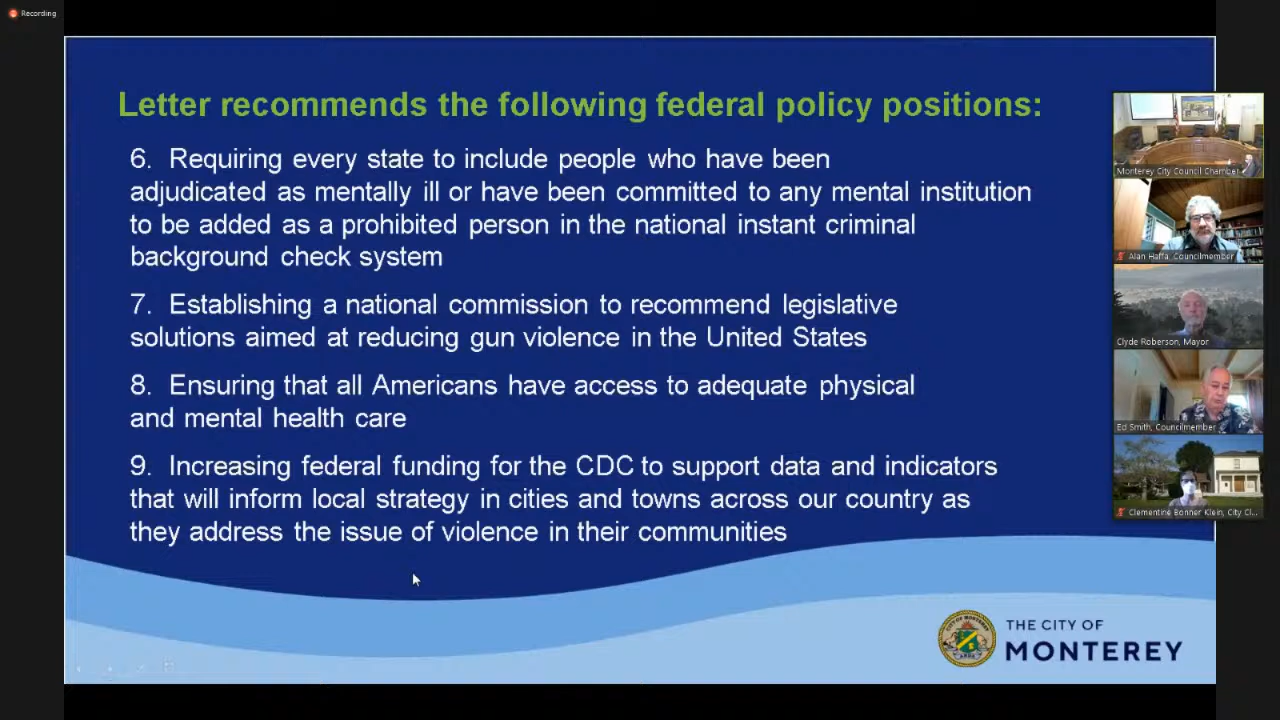 Recording
Letter recommends the following federal policy positions:
6. Requiring every state to include people who have been
adjudicated as mentally ill or have been committed to any mental institution
to be added as a prohibited person in the national instant criminal
background check system
7. Establishing a national commission to recommend legislative
solutions aimed at reducing gun violence in the United States
8. Ensuring that all Americans have access to adequate physical
and mental health care
9. Increasing federal funding for the CDC to support data and indicators
that will inform local strategy in cities and towns across our country as
they address the issue of violence in their communities
Monterey City Council Chamber
Alan Haffa, Councilmember
Clyde Roberson, Mayor
Ed Smith, Councilmember
Clementine Bonner Klein, City Cl...
THE CITY OF
MONTEREY